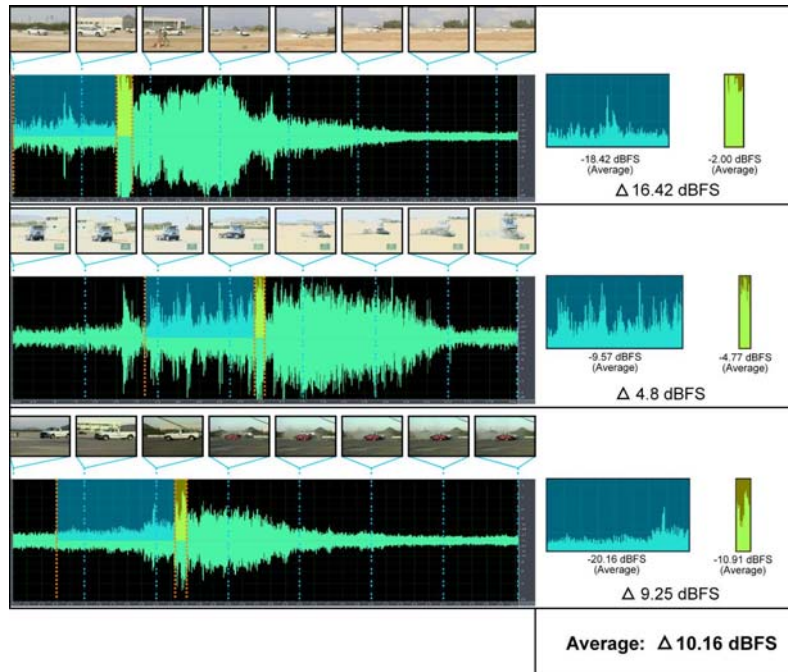 -18.42 dBFS
(Average)
-2.00 dBFS
(Average)
Δ 16.42 dBFS
-9.57 dBFS
(Average)
-4.77 dBFS
(Average)
Δ 4.8 dBFS
-20.16 dBFS
(Average)
-10.91 dBFS
(Average)
Δ 9.25 dBFS
Average: Δ 10.16 dBFS